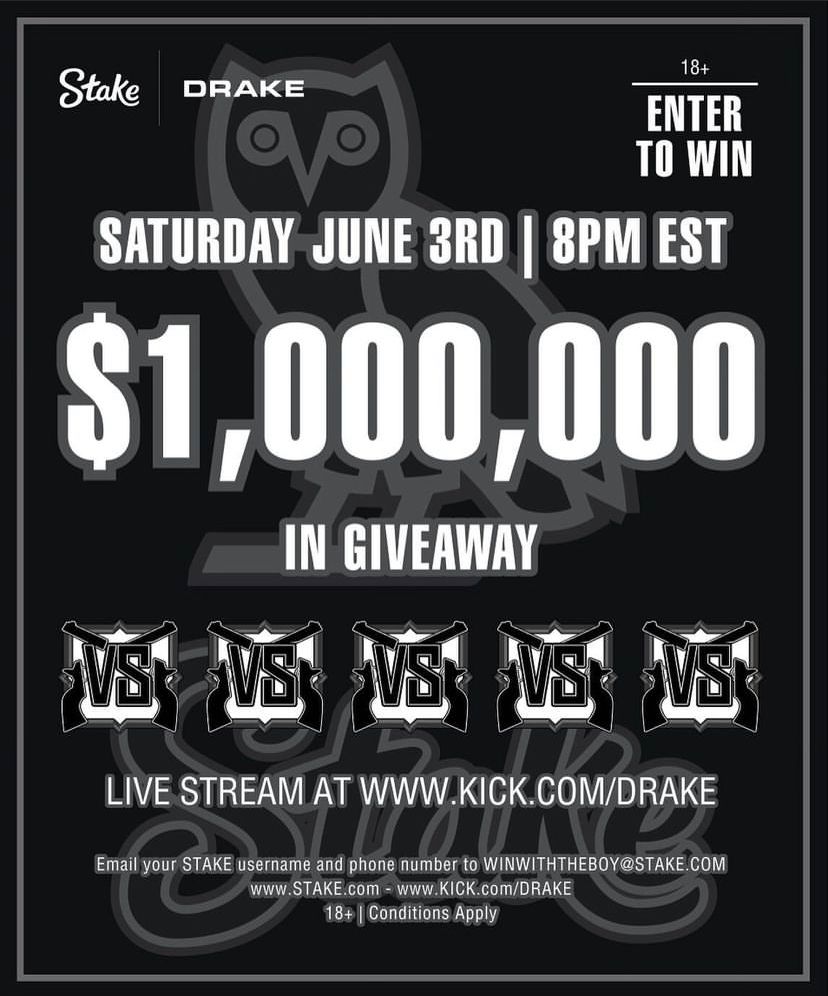 Stake | DRAKE
18+
ENTER
TO WIN
SATURDAY JUNE 3RD | 8PM EST
$1,000,000
IN GIVEAWAY
VS VS VS VS VS
LIVE STREAM AT WWW.KICK.COM/DRAKE
Email your STAKE username and phone number to WINWITHTHEBOY@STAKE.COM
www.STAKE.com - www.KICK.com/DRAKE
18+ | Conditions Apply
Stake